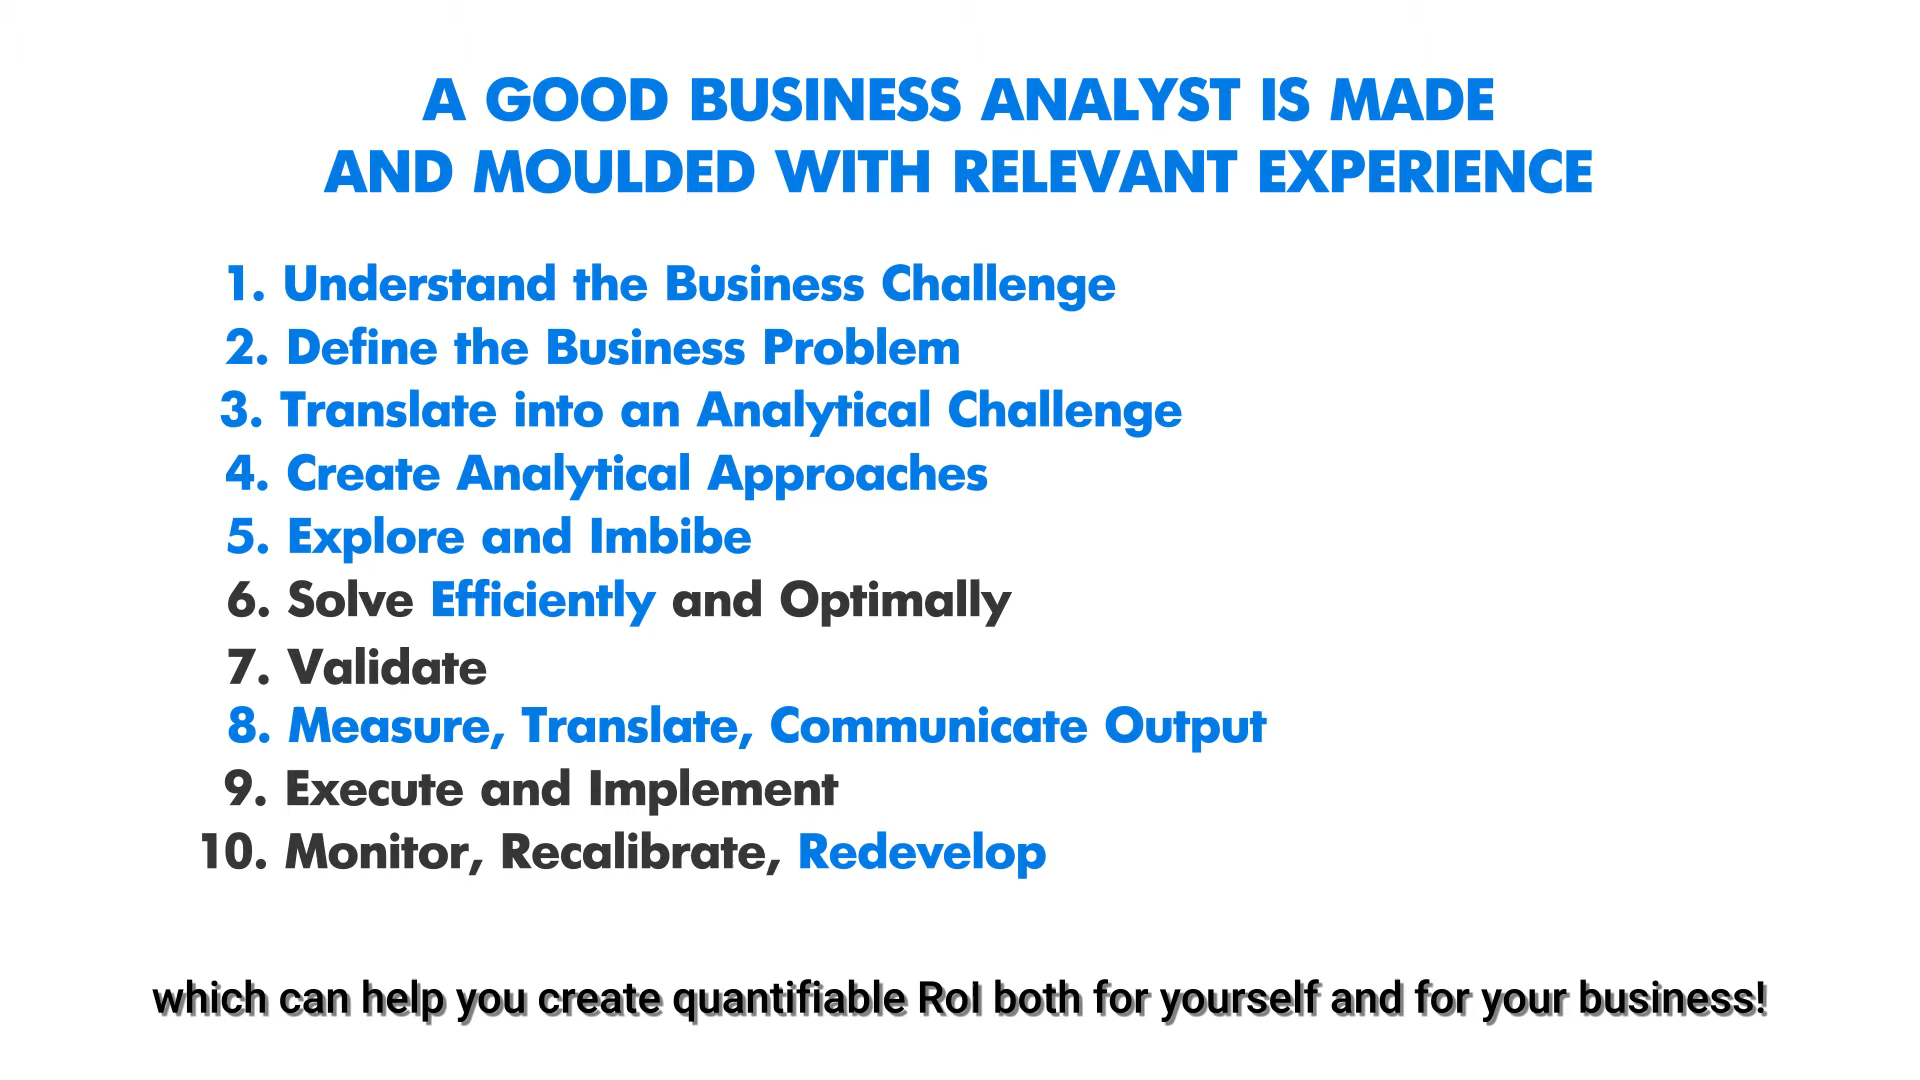 A GOOD BUSINESS ANALYST IS MADE
AND MOULDED WITH RELEVANT EXPERIENCE
1. Understand the Business Challenge
2. Define the Business Problem
3. Translate into an Analytical Challenge
4. Create Analytical Approaches
5. Explore and Imbibe
6. Solve Efficiently and Optimally
7. Validate
8. Measure, Translate, Communicate Output
9. Execute and Implement
10. Monitor, Recalibrate, Redevelop
which can help you create quantifiable RoI both for yourself and for your business!